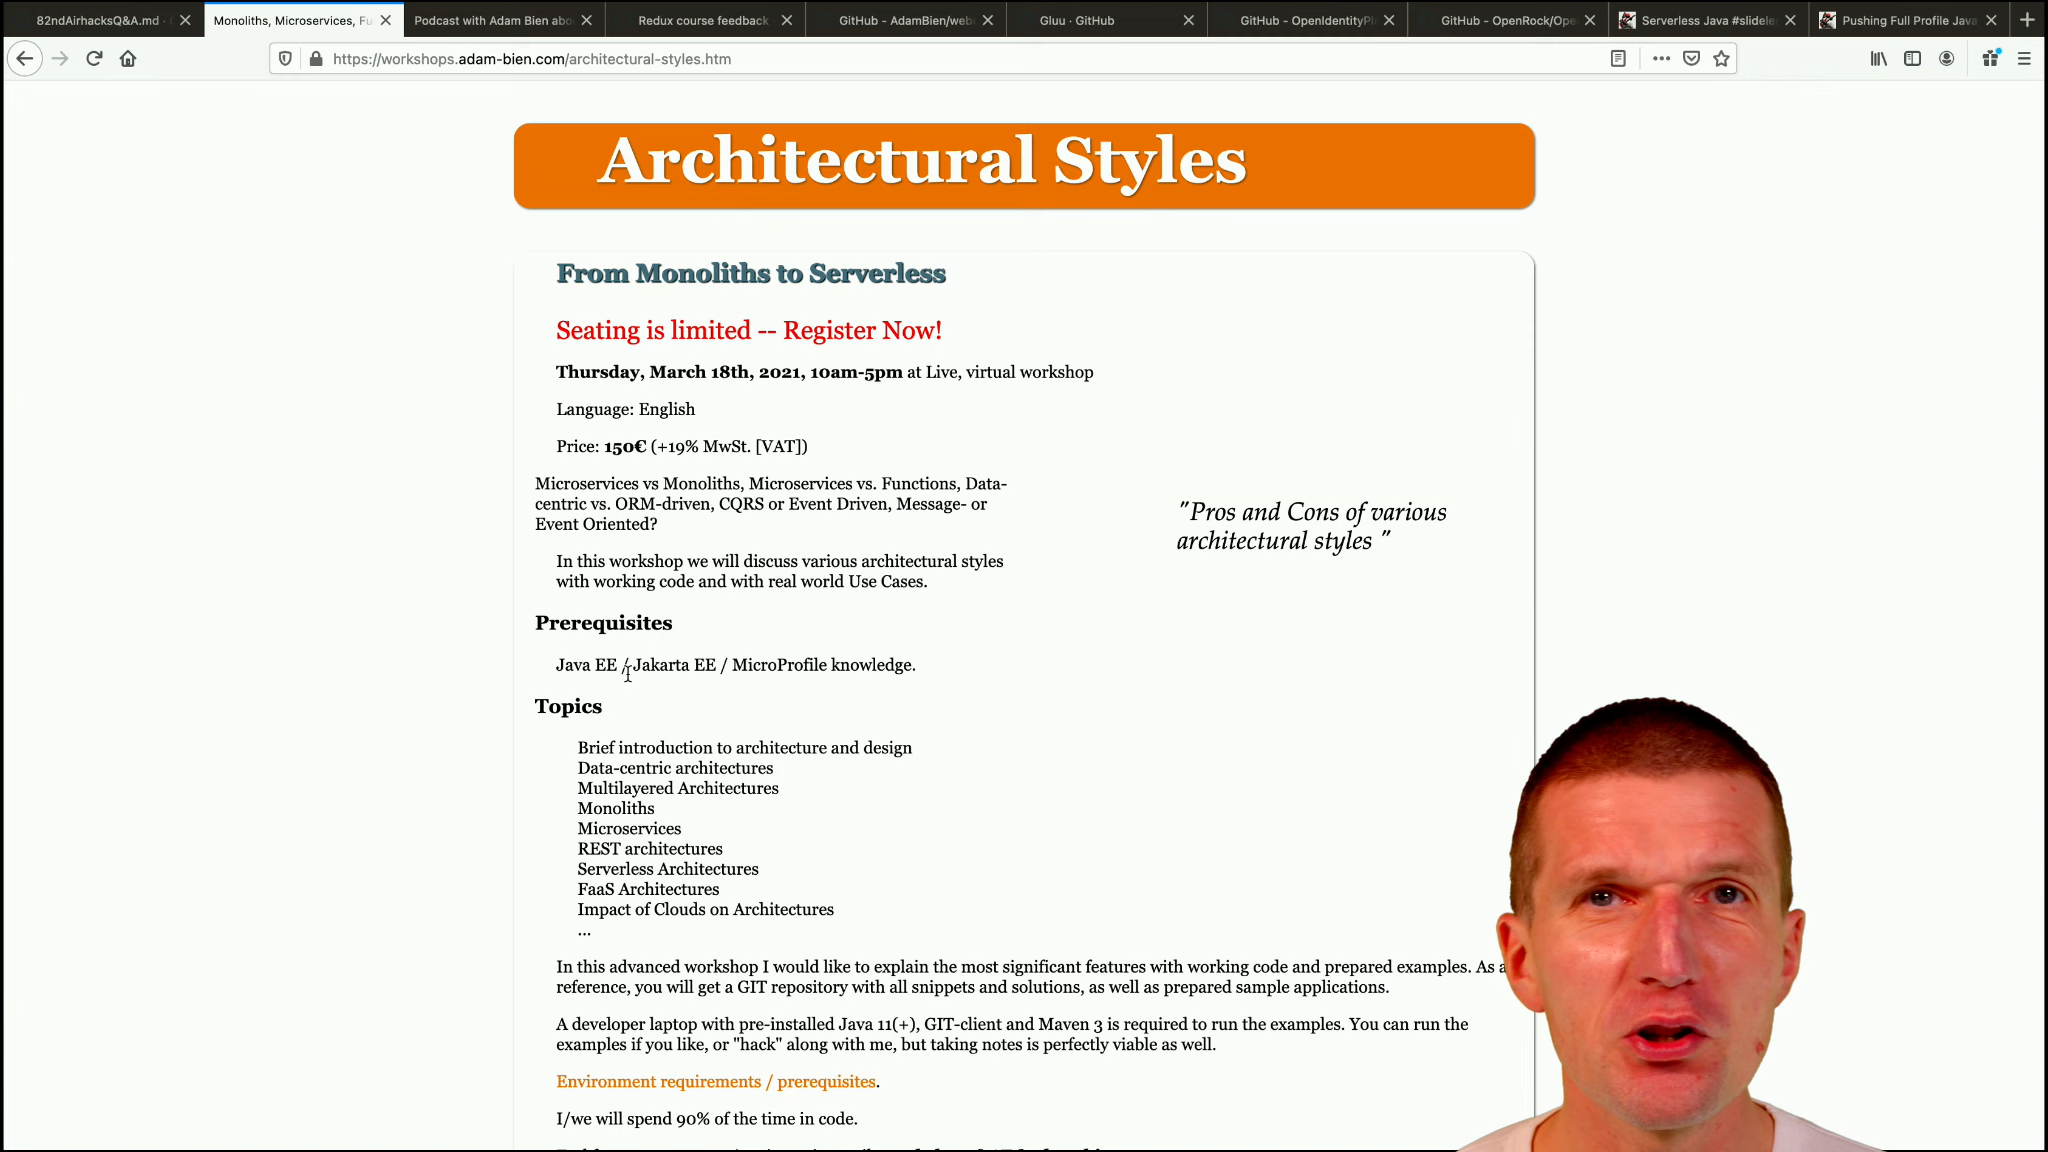 82ndAirhacksQ&A.md
Monoliths, Microservices, Fu
Podcast with Adam Bien abo
Redux course feedback
GitHub - AdamBien/web
Gluu · GitHub
GitHub - OpenIdentityPl
GitHub - OpenRock/Ope
Serverless Java #slidele
Pushing Full Profile Java
https://workshops.adam-bien.com/architectural-styles.htm
Architectural Styles
From Monoliths to Serverless
Seating is limited -- Register Now!
Thursday, March 18th, 2021, 10am-5pm at Live, virtual workshop
Language: English
Price: 150€ (+19% MwSt. [VAT])
Microservices vs Monoliths, Microservices vs. Functions, Data-
centric vs. ORM-driven, CQRS or Event Driven, Message- or
Event Oriented?
"Pros and Cons of various
architectural styles "
In this workshop we will discuss various architectural styles
with working code and with real world Use Cases.
Prerequisites
Java EE / Jakarta EE / MicroProfile knowledge.
Topics
Brief introduction to architecture and design
Data-centric architectures
Multilayered Architectures
Monoliths
Microservices
REST architectures
Serverless Architectures
FaaS Architectures
Impact of Clouds on Architectures
...
In this advanced workshop I would like to explain the most significant features with working code and prepared examples. As a
reference, you will get a GIT repository with all snippets and solutions, as well as prepared sample applications.
A developer laptop with pre-installed Java 11(+), GIT-client and Maven 3 is required to run the examples. You can run the
examples if you like, or "hack" along with me, but taking notes is perfectly viable as well.
Environment requirements / prerequisites.
I/we will spend 90% of the time in code.